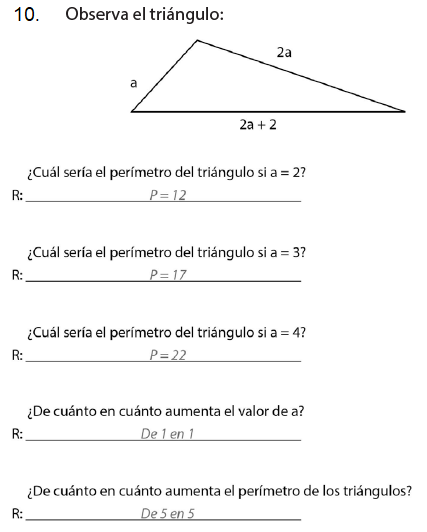 10. Observa el triángulo:
2a
a
2a + 2
¿Cuál sería el perímetro del triángulo si a = 2?
R: P = 12
¿Cuál sería el perímetro del triángulo si a = 3?
R: P = 17
¿Cuál sería el perímetro del triángulo si a = 4?
R: P = 22
¿De cuánto en cuánto aumenta el valor de a?
R: De 1 en 1
¿De cuánto en cuánto aumenta el perímetro de los triángulos?
R: De 5 en 5